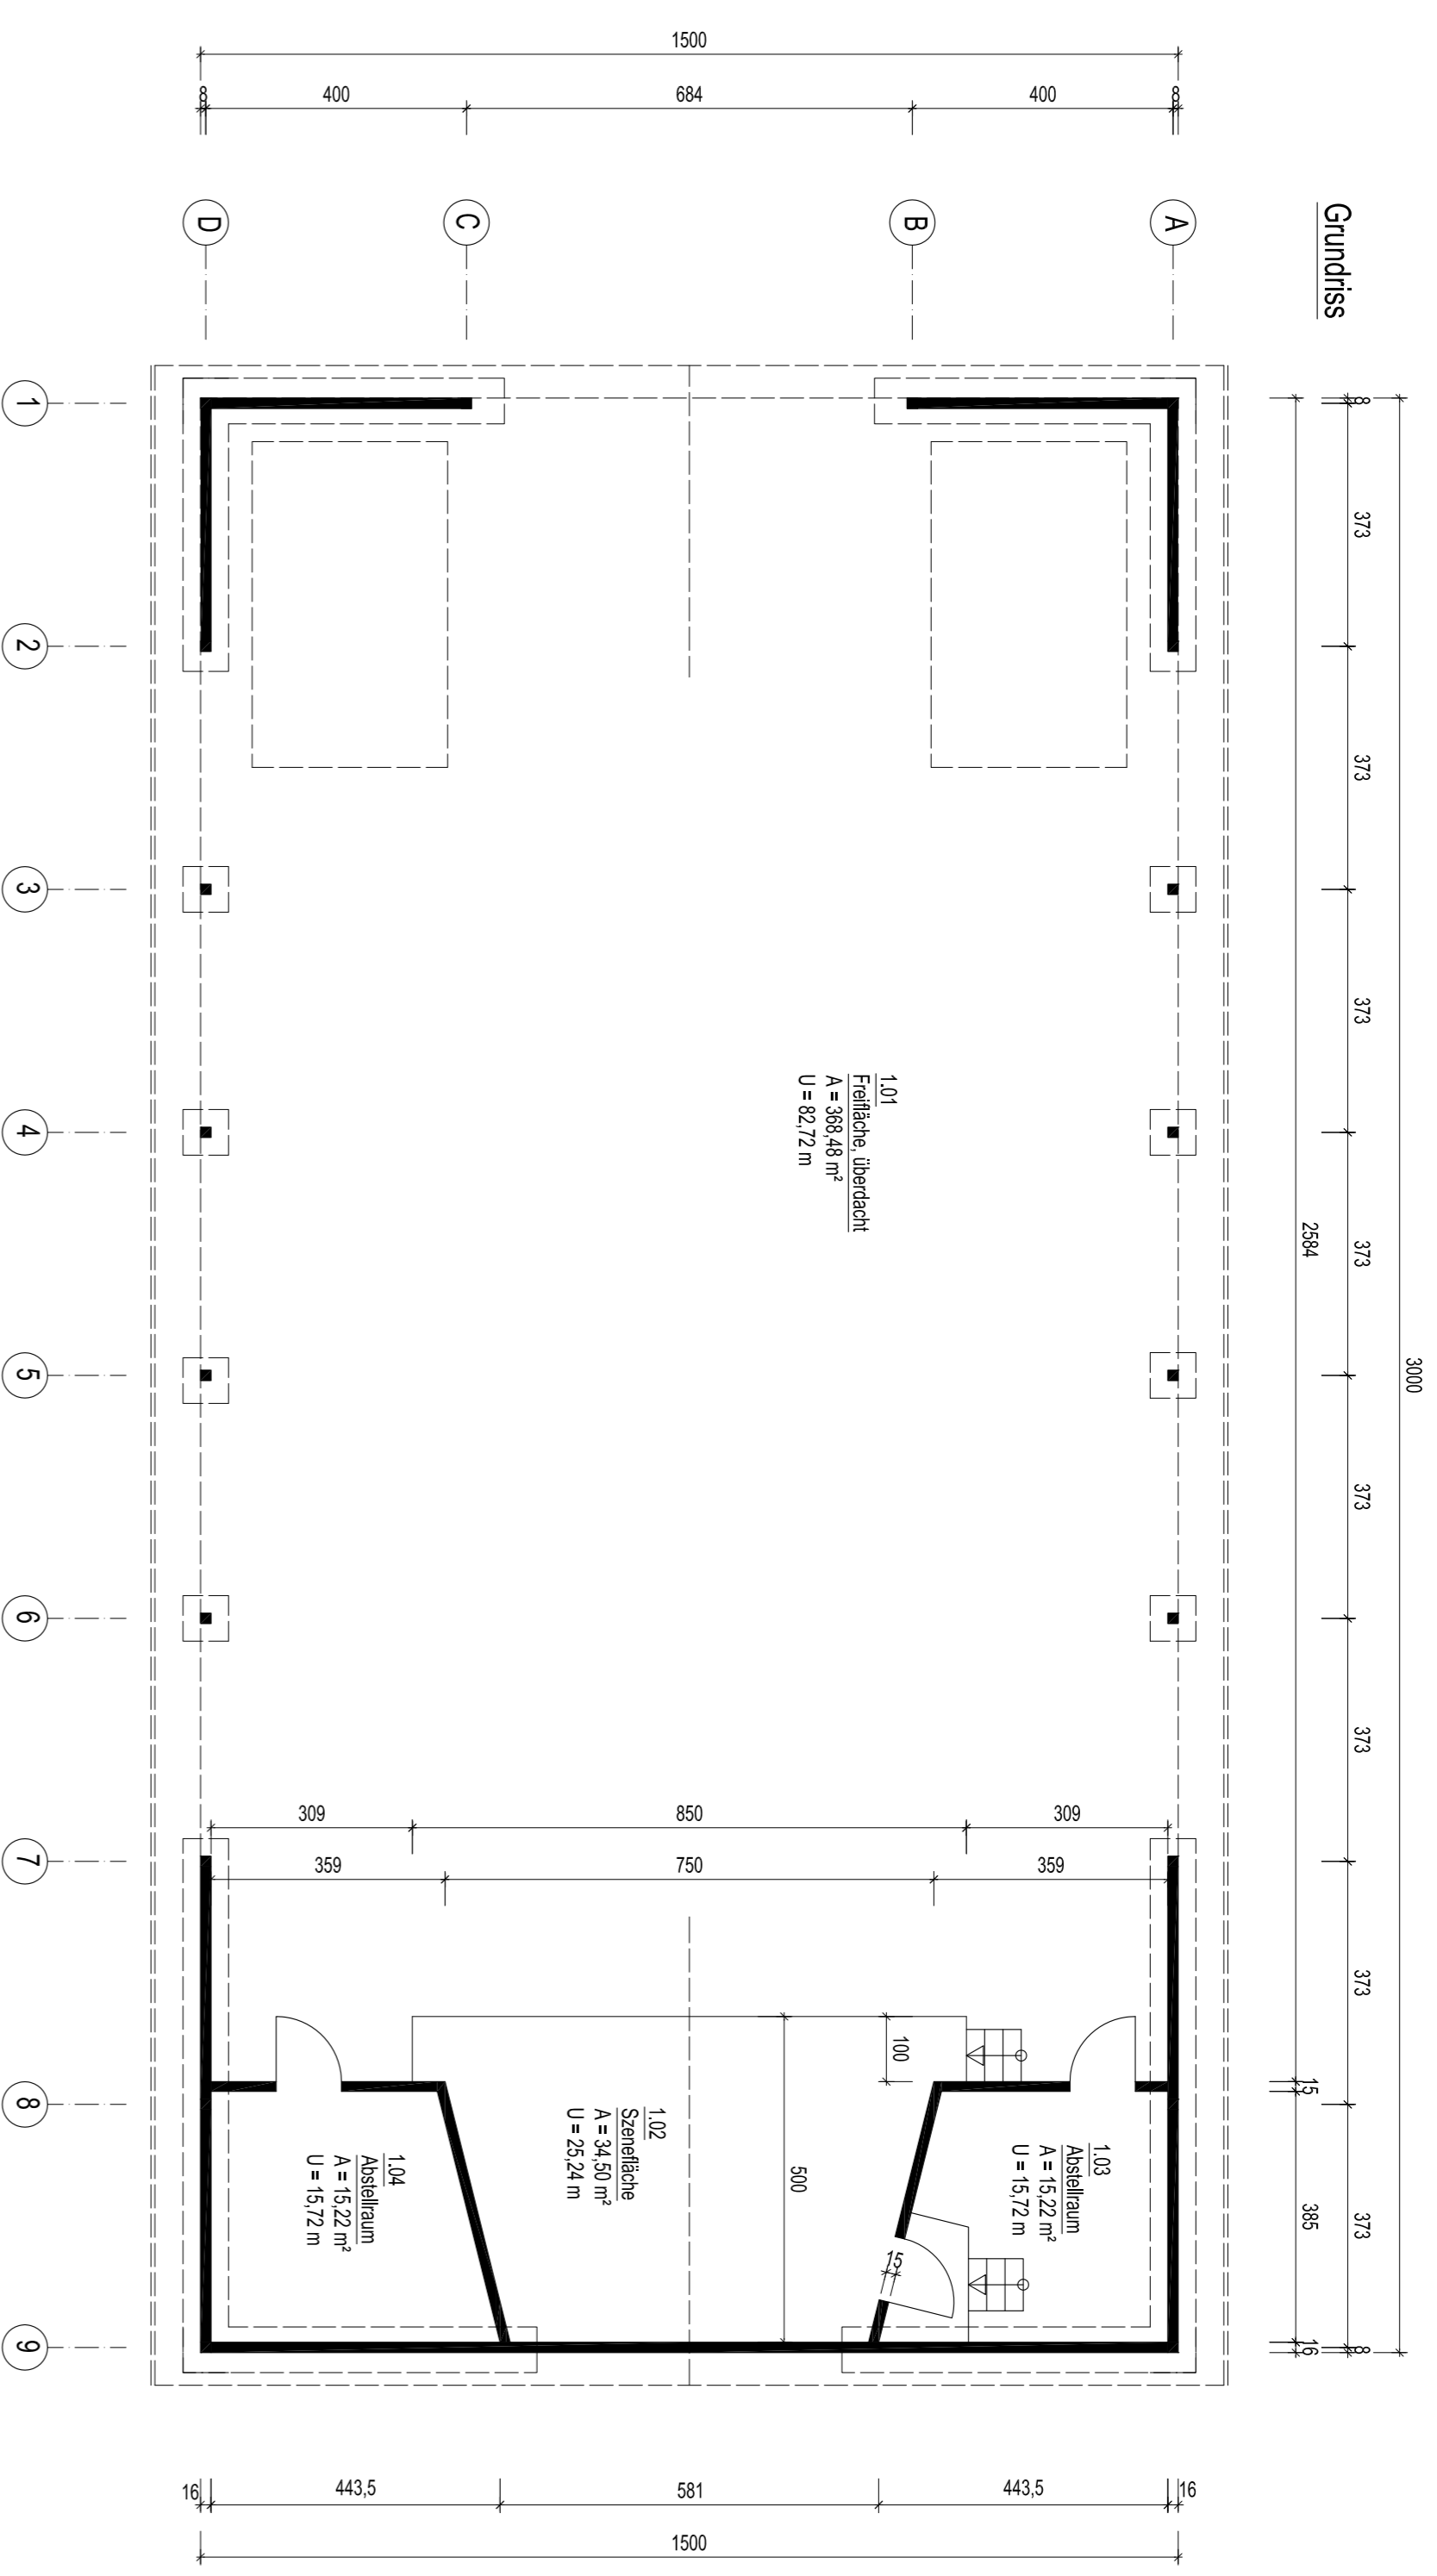 Grundriss
3000
8
373
373
373
373
373
373
373
373
8
2584
15
385
16
A
B
C
D
1500
8
400
684
400
8
1
2
3
4
5
6
7
8
9
1.01
Freifläche, überdacht
A = 368,48 m²
U = 82,72 m
309
850
309
359
750
359
100
500
15
1.02
Szenefläche
A = 34,50 m²
U = 25,24 m
1.03
Abstellraum
A = 15,22 m²
U = 15,72 m
1.04
Abstellraum
A = 15,22 m²
U = 15,72 m
16
443,5
581
443,5
16
1500